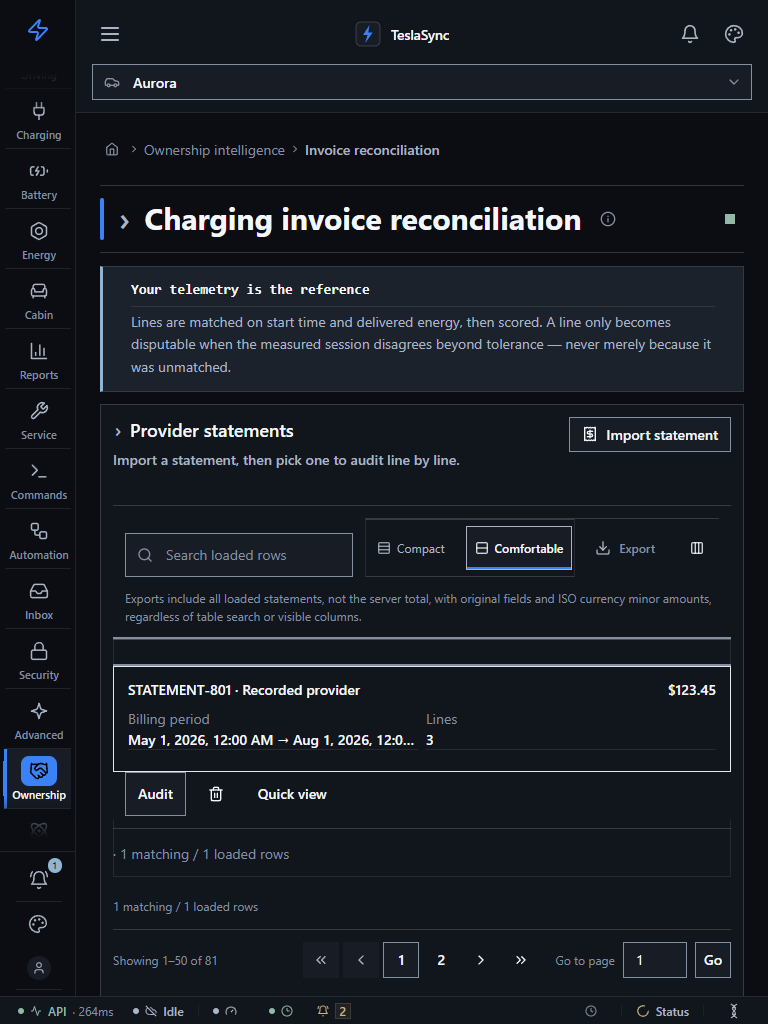 TeslaSync
Aurora
Driving
Charging
Battery
Energy
Cabin
Reports
Service
Commands
Automation
Inbox
Security
Advanced
Ownership
1
Ownership intelligence
Invoice reconciliation
Charging invoice reconciliation
Your telemetry is the reference
Lines are matched on start time and delivered energy, then scored. A line only becomes
disputable when the measured session disagrees beyond tolerance — never merely because it
was unmatched.
Provider statements
Import statement
Import a statement, then pick one to audit line by line.
Search loaded rows
Compact
Comfortable
Export
Exports include all loaded statements, not the server total, with original fields and ISO currency minor amounts,
regardless of table search or visible columns.
STATEMENT-801 · Recorded provider
$123.45
Billing period
Lines
May 1, 2026, 12:00 AM → Aug 1, 2026, 12:0...
3
Audit
Quick view
· 1 matching / 1 loaded rows
1 matching / 1 loaded rows
Showing 1–50 of 81
1
2
Go to page
1
Go
API · 264ms
Idle
2
Status